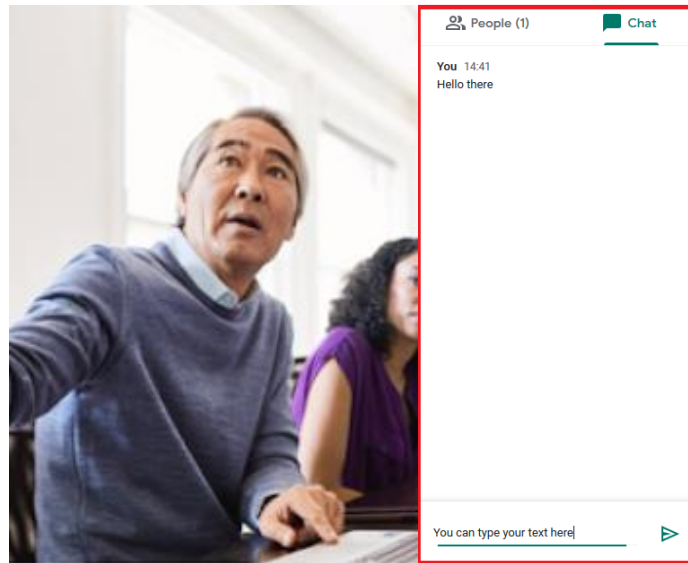 People (1)
Chat
You 14:41
Hello there
You can type your text here